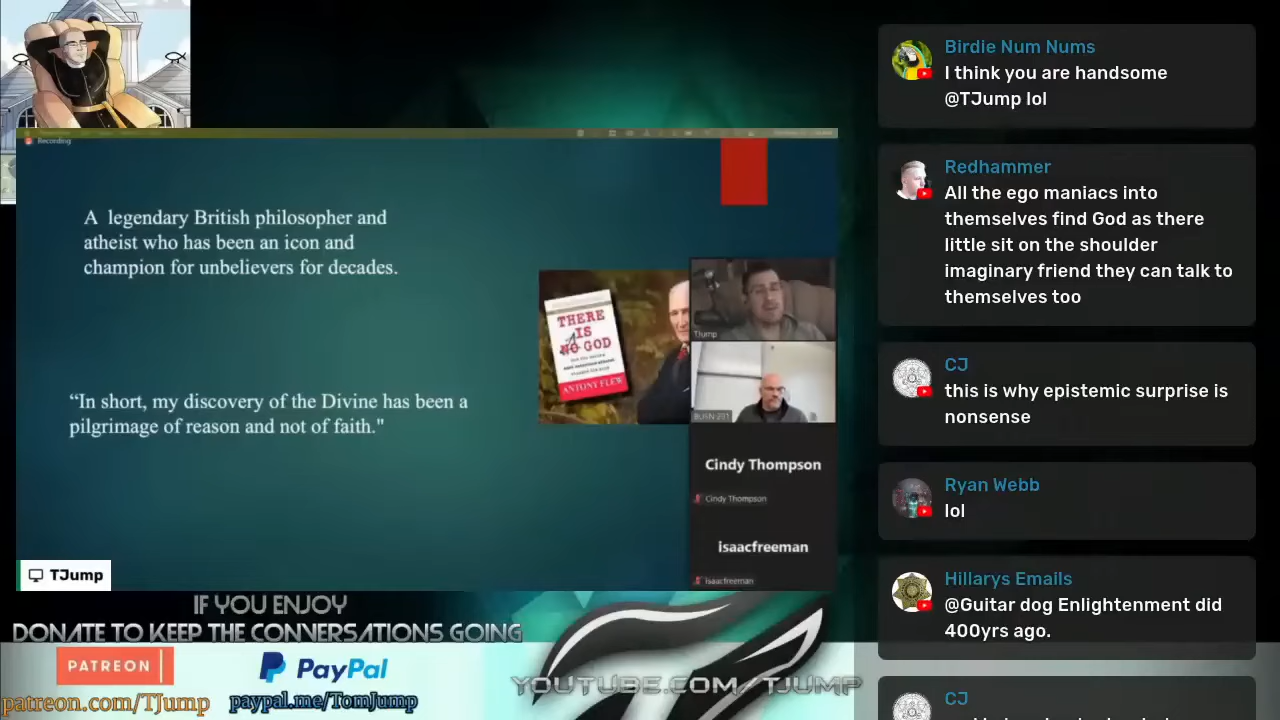 Recording
A legendary British philosopher and
atheist who has been an icon and
champion for unbelievers for decades.
“In short, my discovery of the Divine has been a
pilgrimage of reason and not of faith."
THERE
IS
NO
A
GOD
ANTONY FLEW
TJump
Cindy Thompson
Cindy Thompson
isaacfreeman
isaacfreeman
TJump
IF YOU ENJOY
DONATE TO KEEP THE CONVERSATIONS GOING
PATREON
PayPal
patreon.com/TJump
paypal.me/TomJump
YOUTUBE.COM/TJUMP
Birdie Num Nums
I think you are handsome
@TJump lol
Redhammer
All the ego maniacs into
themselves find God as there
little sit on the shoulder
imaginary friend they can talk to
themselves too
CJ
this is why epistemic surprise is
nonsense
Ryan Webb
lol
Hillarys Emails
@Guitar dog Enlightenment did
400yrs ago.
CJ